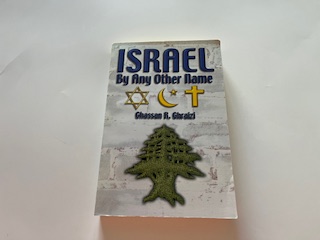 ISRAEL
By Any Other Name
Ghassan R. Ghraizi